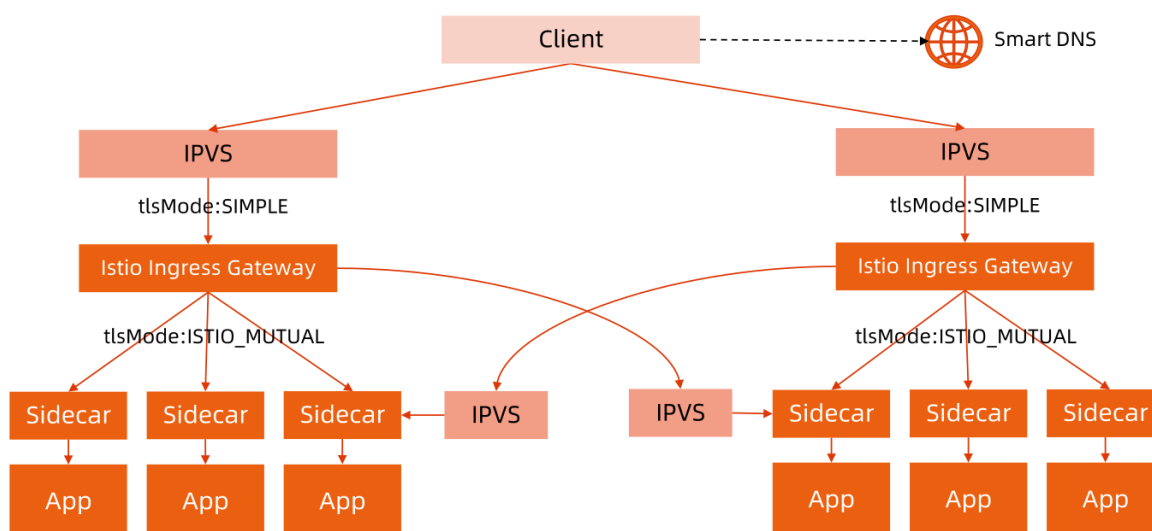 Client
Smart DNS
IPVS
IPVS
tlsMode:SIMPLE
tlsMode:SIMPLE
Istio Ingress Gateway
Istio Ingress Gateway
tlsMode:ISTIO_MUTUAL
tlsMode:ISTIO_MUTUAL
Sidecar
Sidecar
Sidecar
IPVS
IPVS
Sidecar
Sidecar
Sidecar
App
App
App
App
App
App